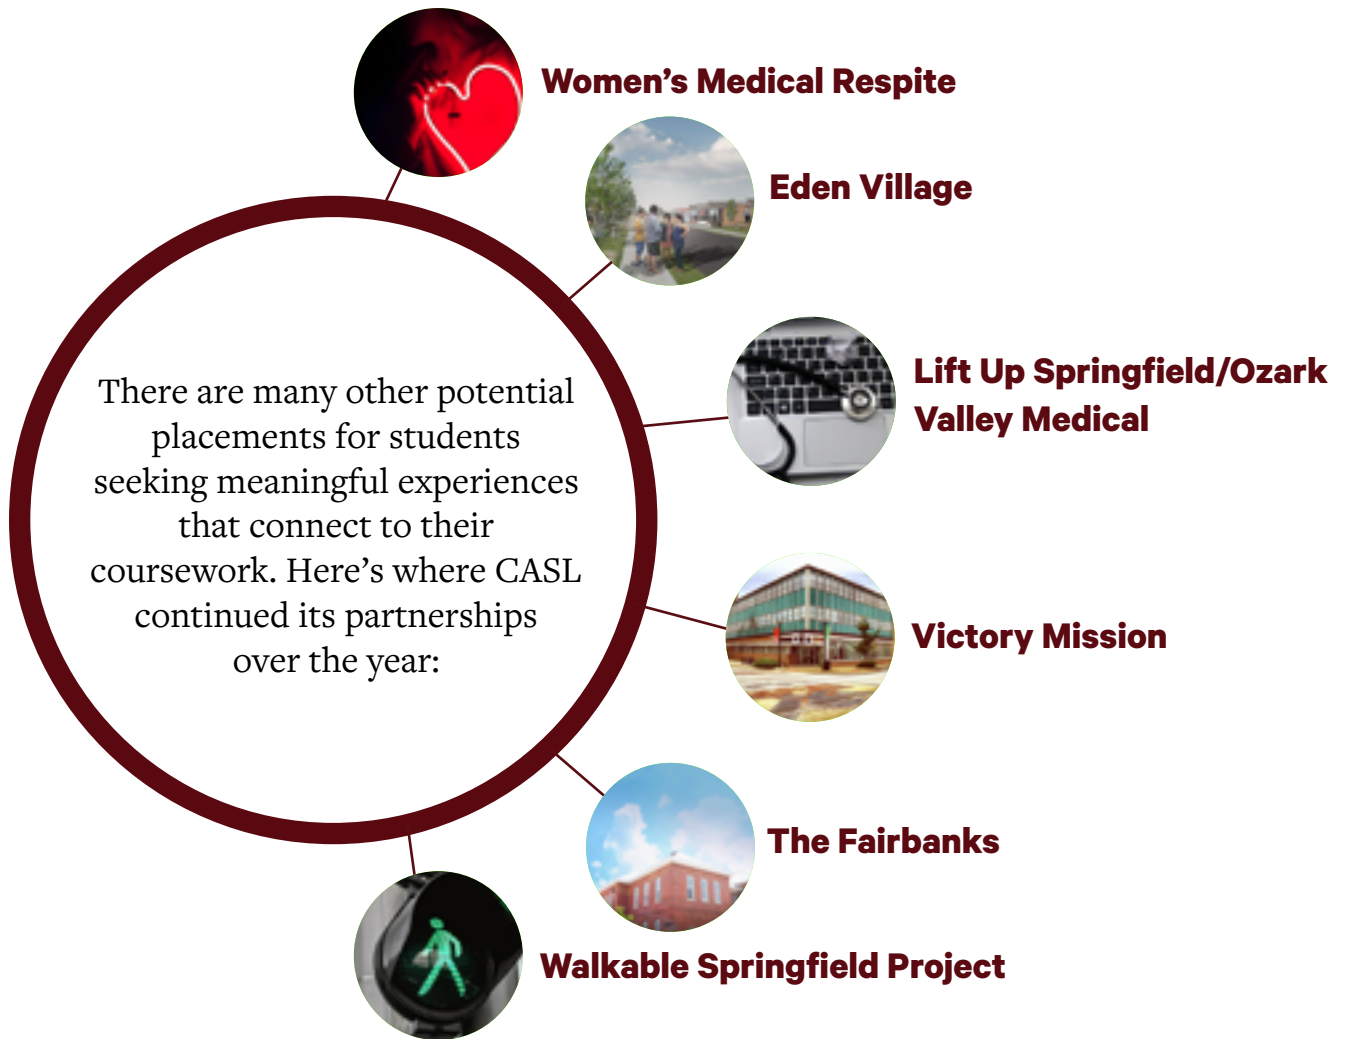 Women’s Medical Respite
Eden Village
Lift Up Springfield/Ozark
Valley Medical
There are many other potential
placements for students
seeking meaningful experiences
that connect to their
coursework. Here’s where CASL
continued its partnerships
over the year:
Victory Mission
The Fairbanks
Walkable Springfield Project